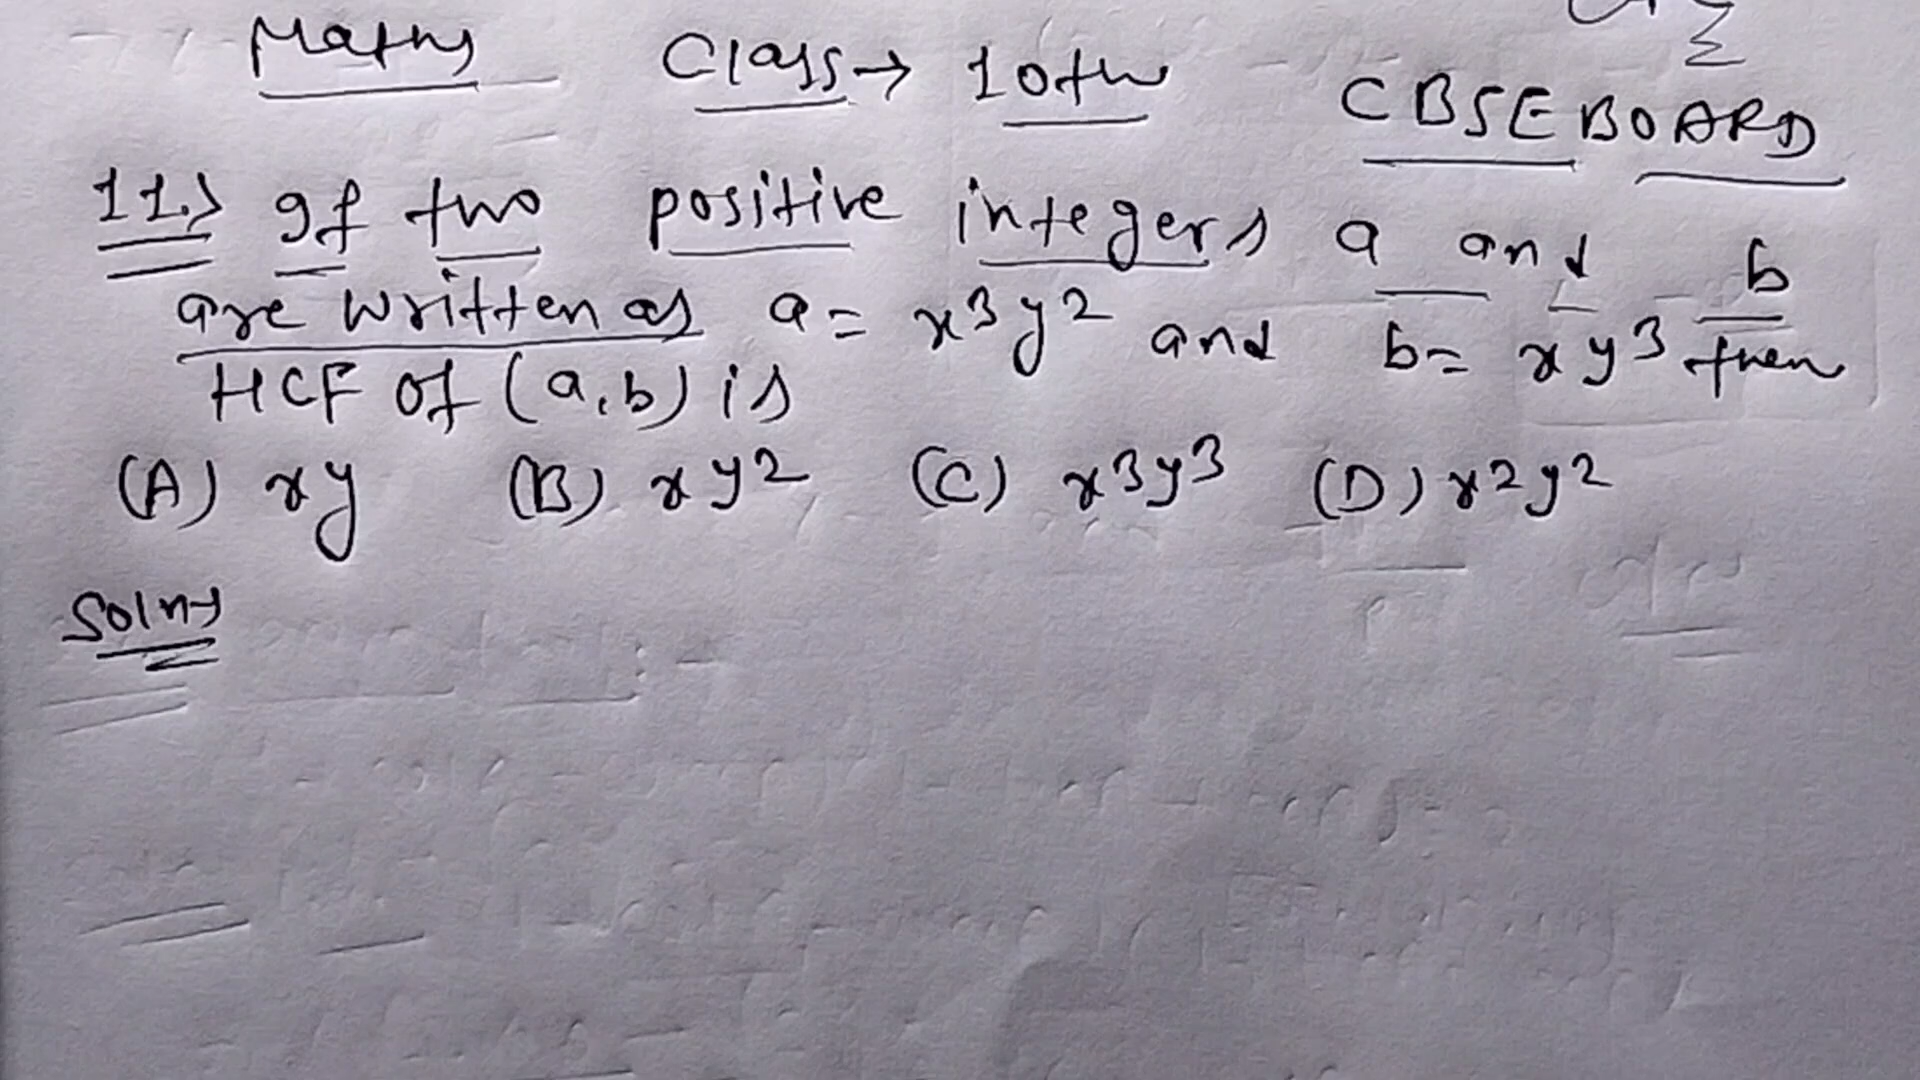 Maths Class → 10th CBSE BOARD
11.) If two positive integers a and b
are written as a = x³y² and b = xy³ then
HCF of (a,b) is
(A) xy (B) xy² (C) x³y³ (D) x²y²
Soln→